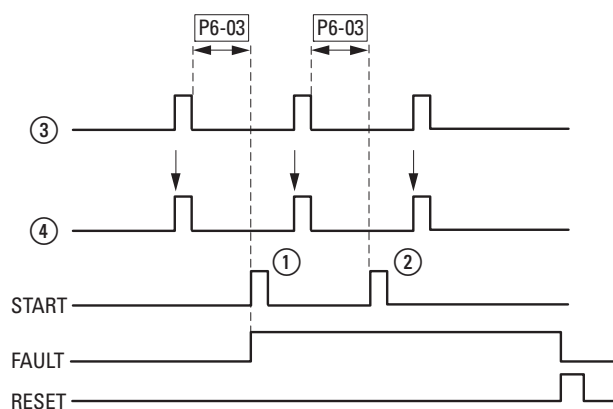 P6-03 P6-03
③
④
① ②
START
FAULT
RESET